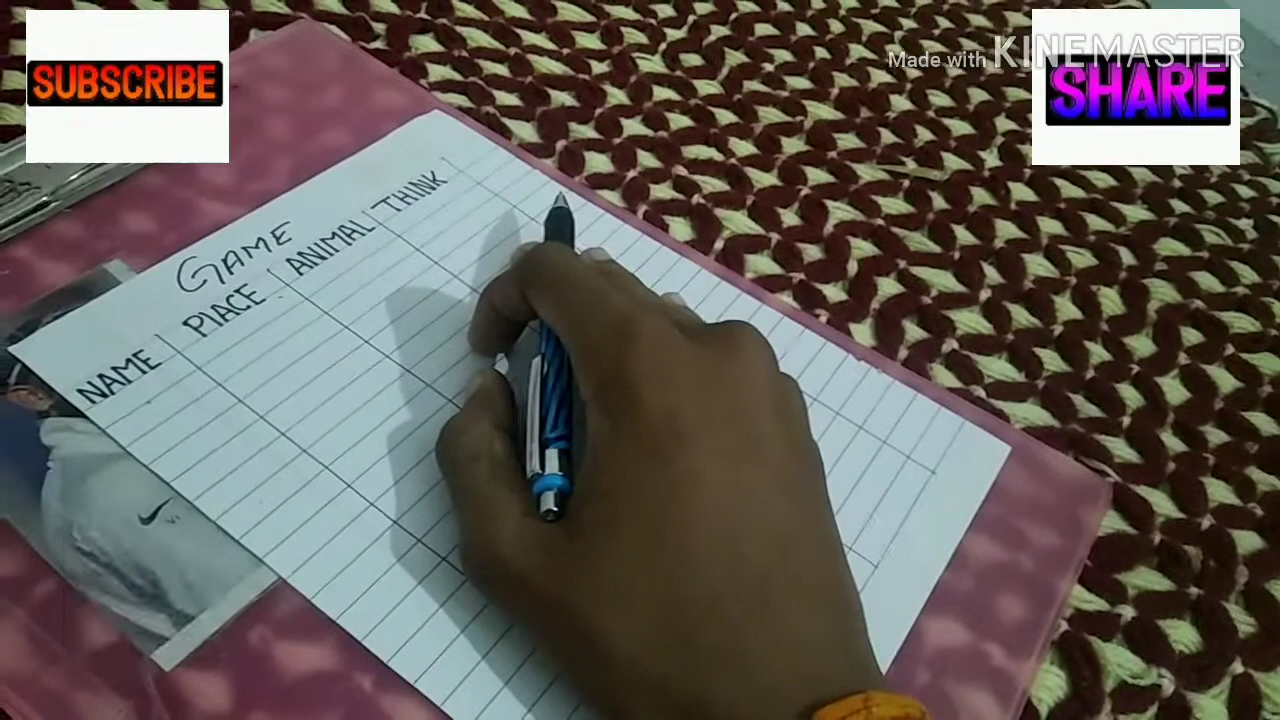 SUBSCRIBE
Made with KINEMASTER
SHARE
GAME
NAME PIACE ANIMAL THINK